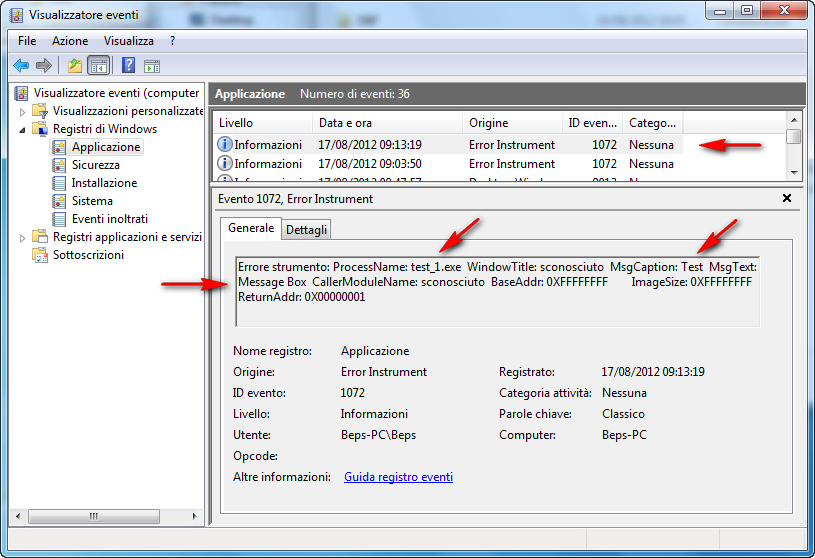 Visualizzatore eventi
File Azione Visualizza ?
Visualizzatore eventi (computer
Visualizzazioni personalizzate
Registri di Windows
Applicazione
Sicurezza
Installazione
Sistema
Eventi inoltrati
Registri applicazioni e servizi
Sottoscrizioni
Applicazione Numero di eventi: 36
Livello Data e ora Origine ID even... Catego...
Informazioni 17/08/2012 09:13:19 Error Instrument 1072 Nessuna
Informazioni 17/08/2012 09:03:50 Error Instrument 1072 Nessuna
Evento 1072, Error Instrument
Generale Dettagli
Errore strumento: ProcessName: test_1.exe WindowTitle: sconosciuto MsgCaption: Test MsgText:
Message Box CallerModuleName: sconosciuto BaseAddr: 0XFFFFFFFF ImageSize: 0XFFFFFFFF
ReturnAddr: 0X00000001
Nome registro: Applicazione
Origine: Error Instrument Registrato: 17/08/2012 09:13:19
ID evento: 1072 Categoria attività: Nessuna
Livello: Informazioni Parole chiave: Classico
Utente: Beps-PC\Beps Computer: Beps-PC
Opcode:
Altre informazioni: Guida registro eventi